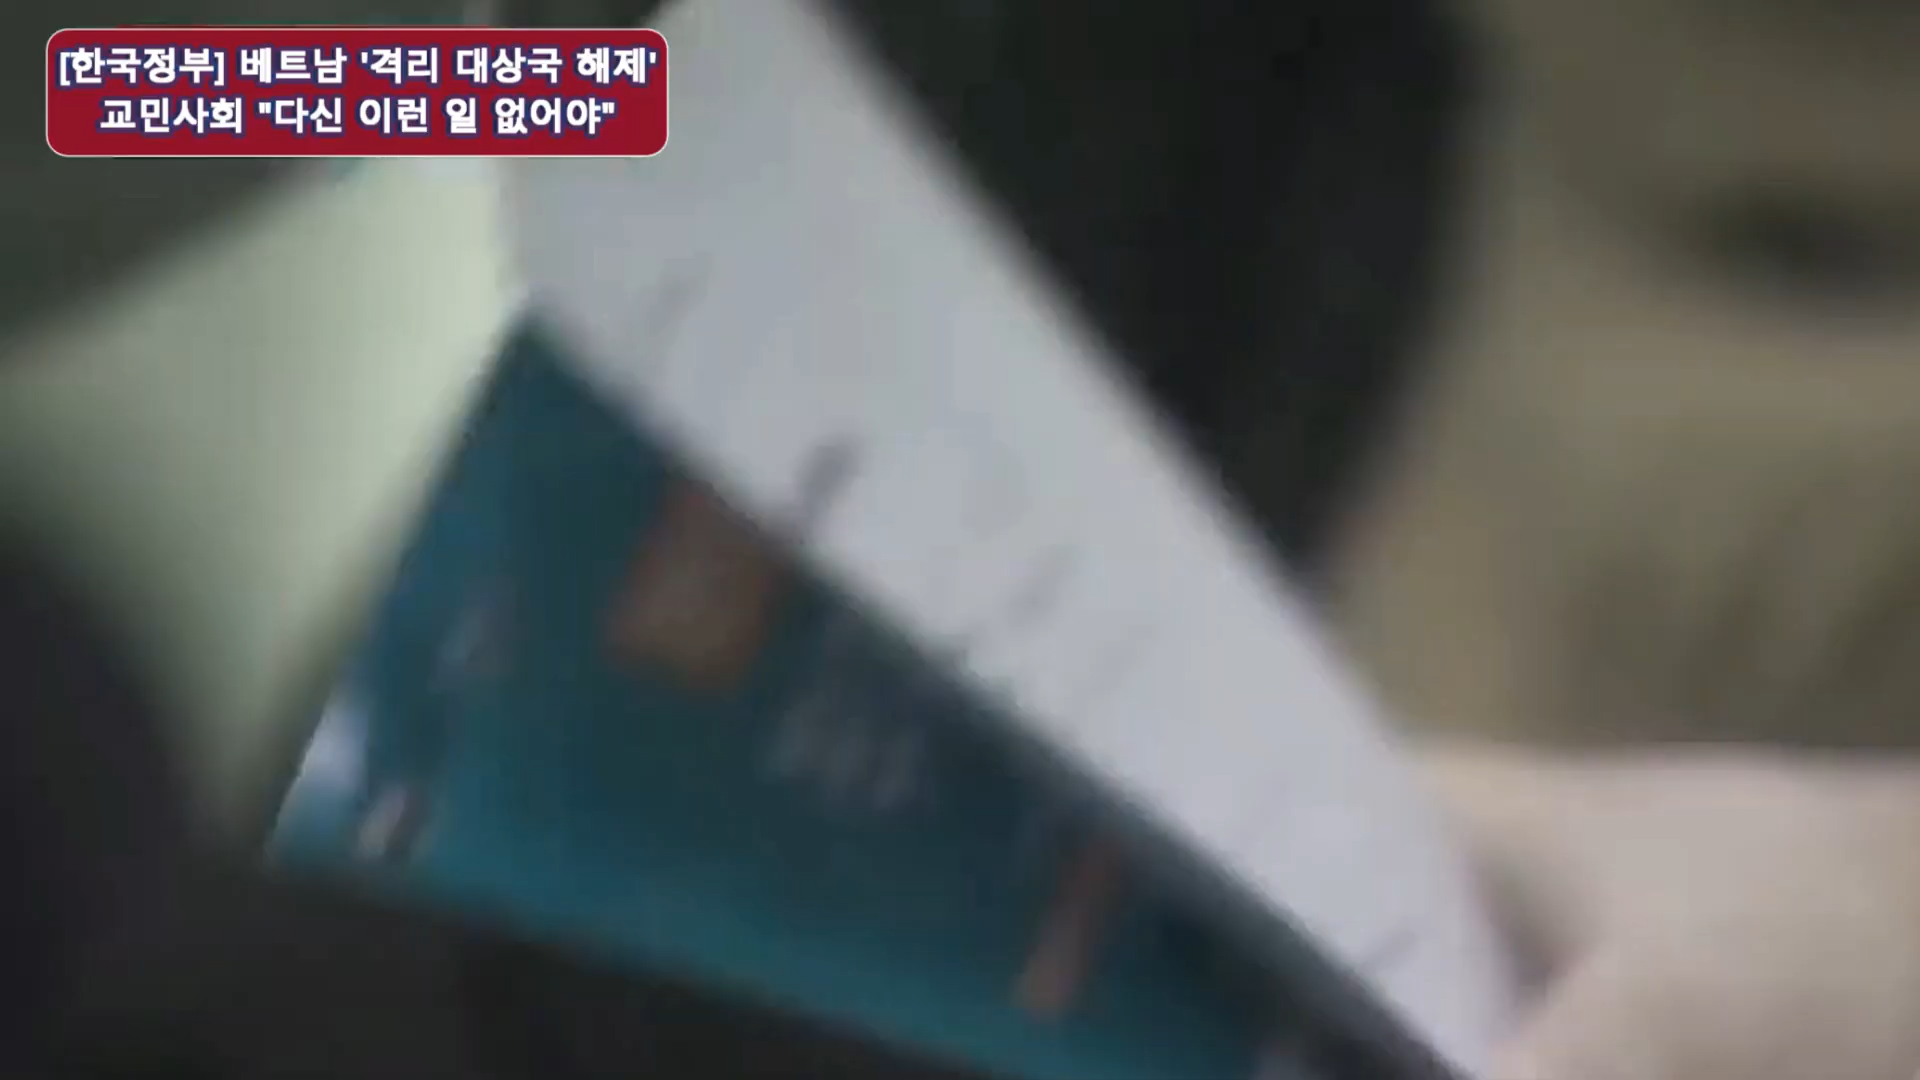 [한국정부] 베트남 '격리 대상국 해제'
교민사회 "다신 이런 일 없어야"